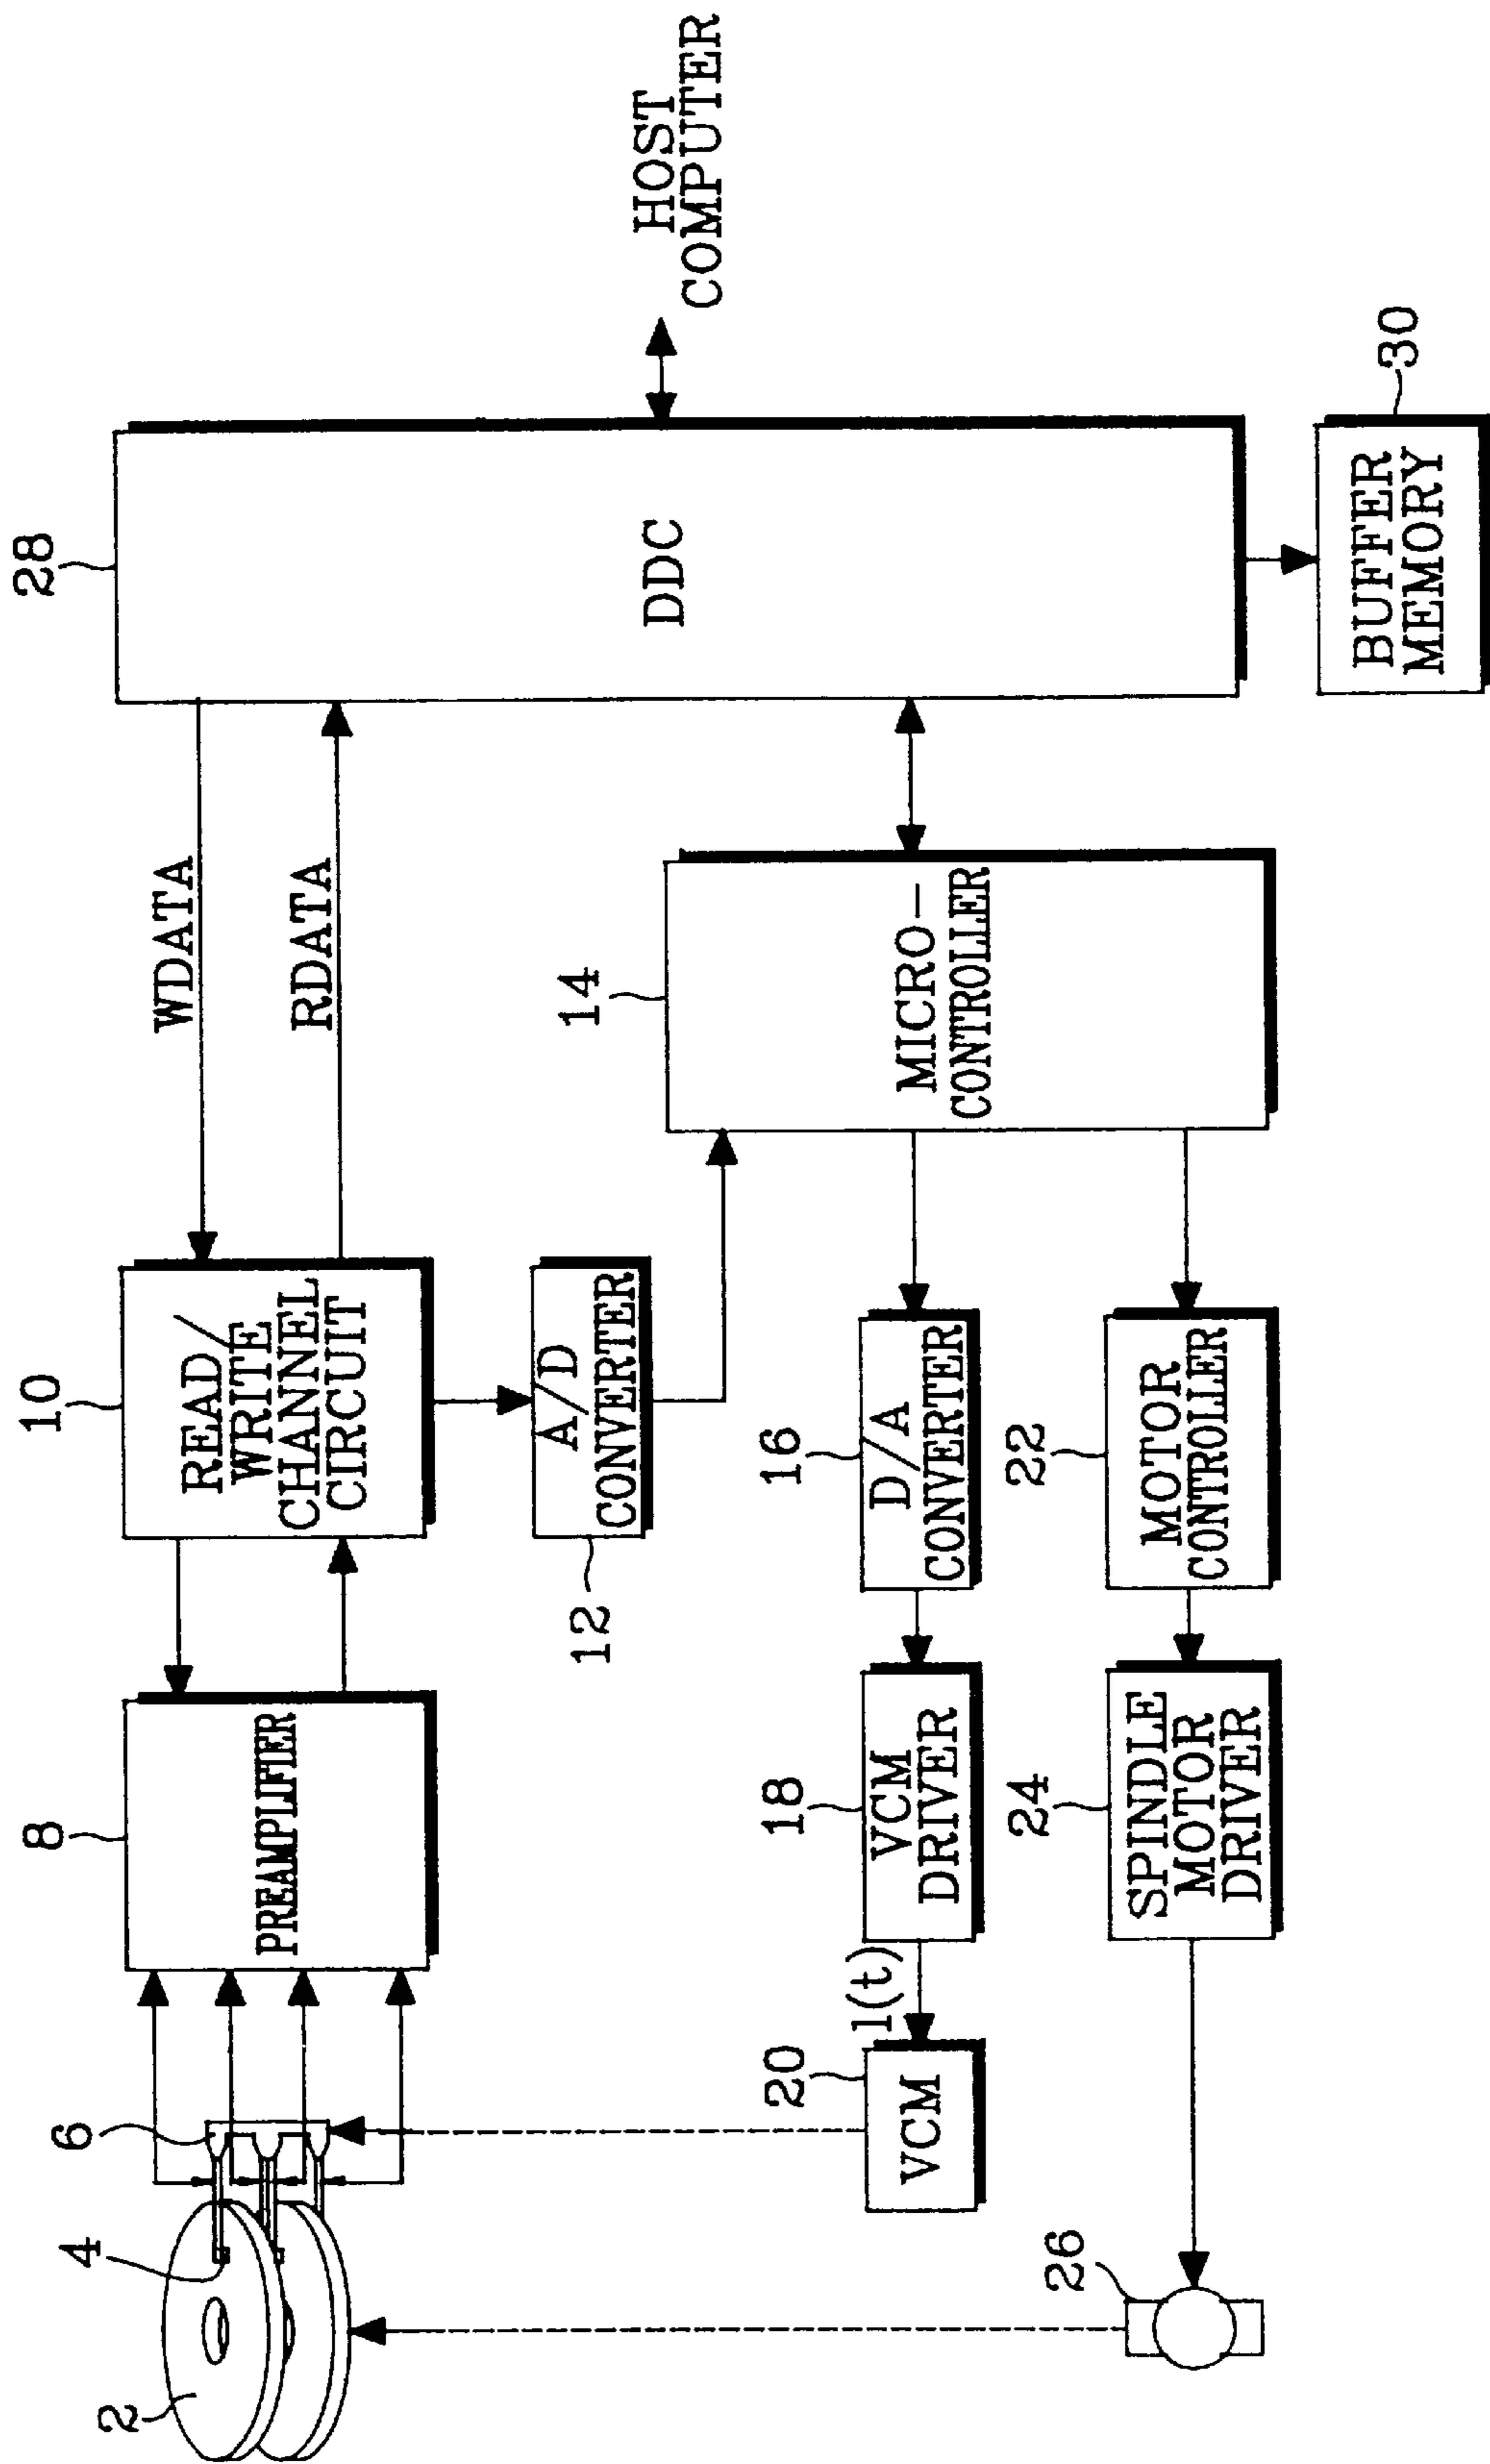 2
4
6
8
PREAMPLIFIER
10
READ/
WRITE
CHANNEL
CIRCUIT
WDATA
RDATA
28
DDC
HOST
COMPUTER
12
A/D
CONVERTER
14
MICRO-
CONTROLLER
20
VCM
l(t)
18
VCM
DRIVER
16
D/A
CONVERTER
26
24
SPINDLE
MOTOR
DRIVER
22
MOTOR
CONTROLLER
30
BUFFER
MEMORY